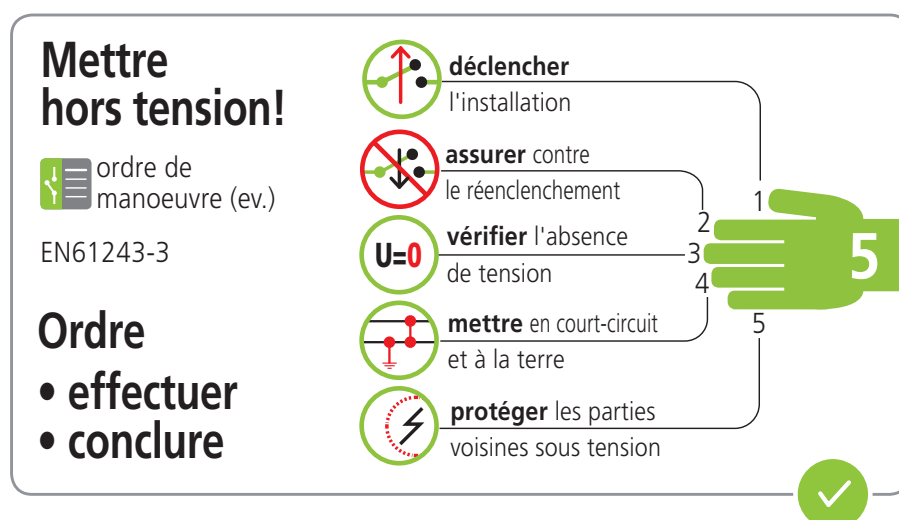 Mettre
hors tension!
ordre de
manoeuvre (ev.)
EN61243-3
Ordre
• effectuer
• conclure
déclencher
l'installation
assurer contre
le réenclenchement
U=0
vérifier l'absence
de tension
mettre en court-circuit
et à la terre
protéger les parties
voisines sous tension
1
2
3
4
5
5